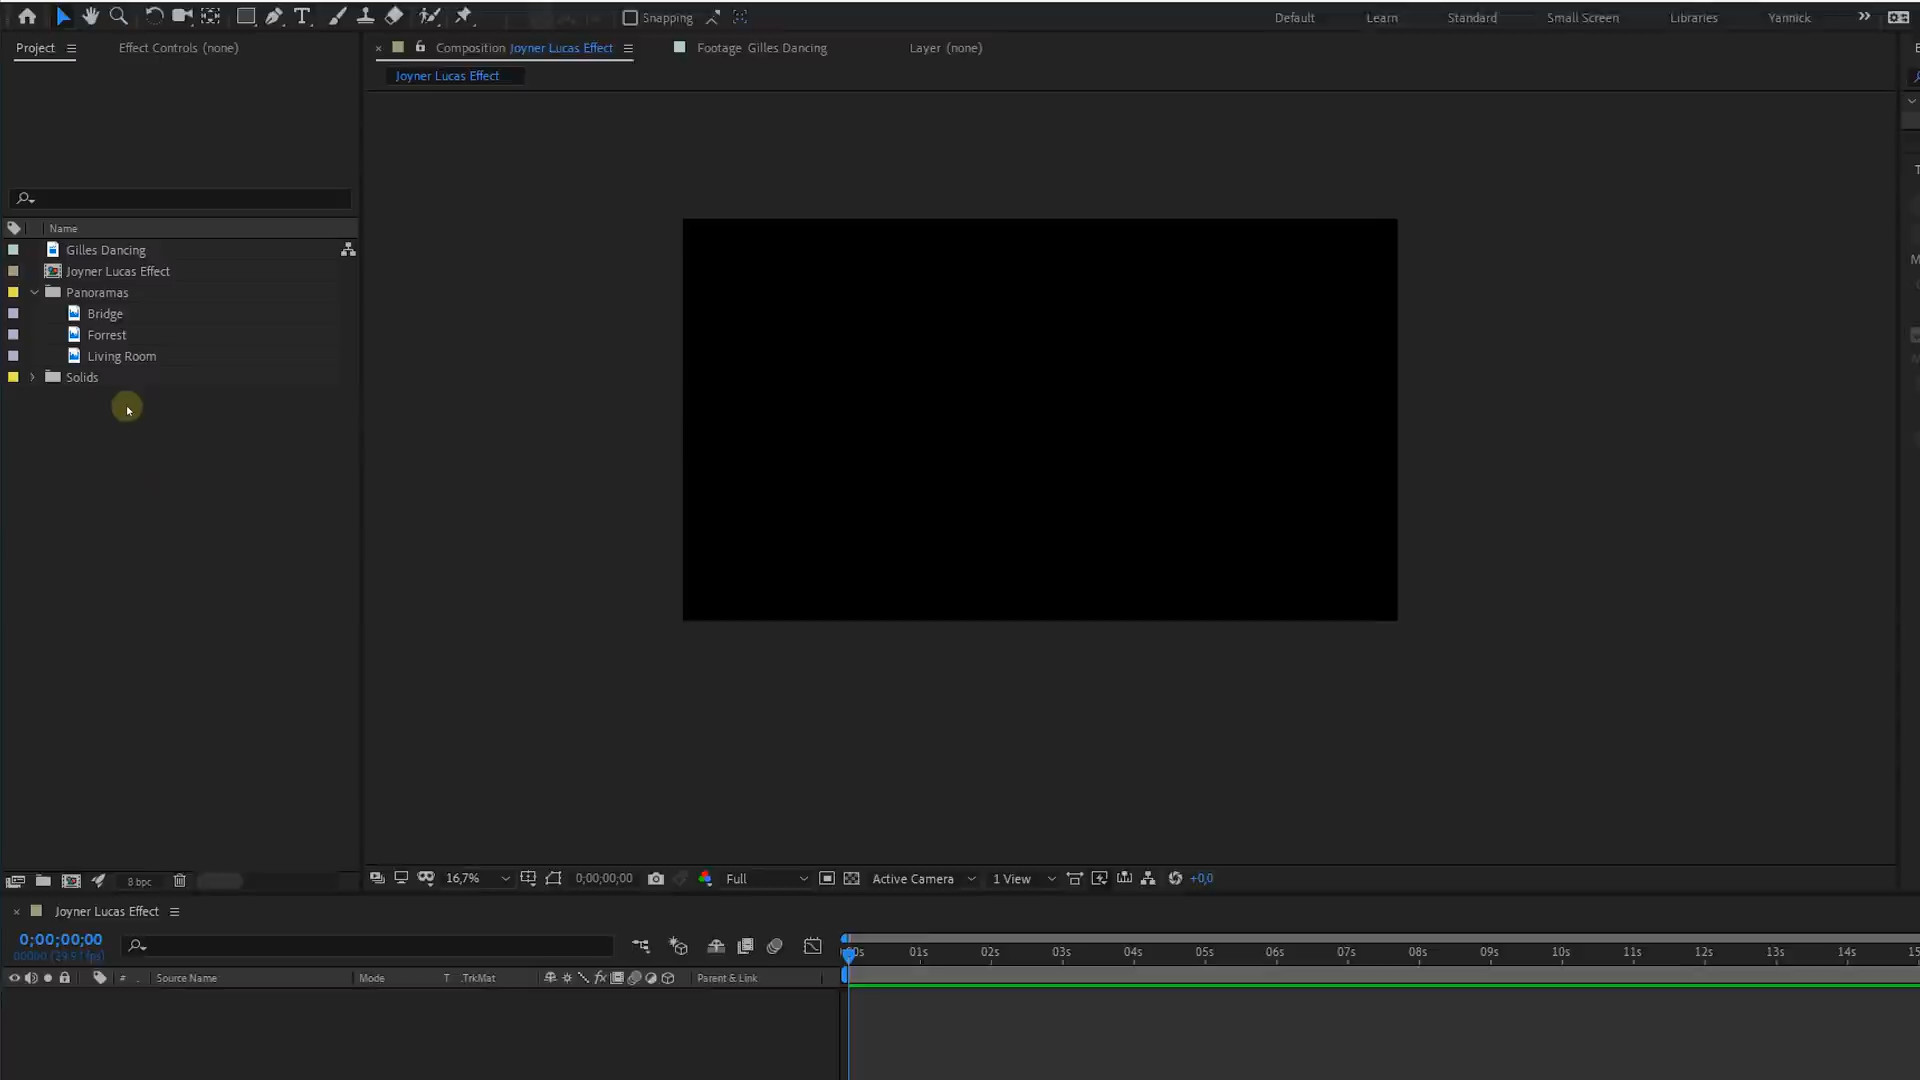 Snapping
Default
Learn
Standard
Small Screen
Libraries
Yannick
Project
Effect Controls (none)
Composition Joyner Lucas Effect
Footage Gilles Dancing
Layer (none)
Joyner Lucas Effect
Name
Gilles Dancing
Joyner Lucas Effect
Panoramas
Bridge
Forrest
Living Room
Solids
8 bpc
16,7%
0;00;00;00
Full
Active Camera
1 View
+0,0
Joyner Lucas Effect
0;00;00;00
01s 02s 03s 04s 05s 06s 07s 08s 09s 10s 11s 12s 13s 14s
# Source Name Mode T .TrkMat fx Parent & Link